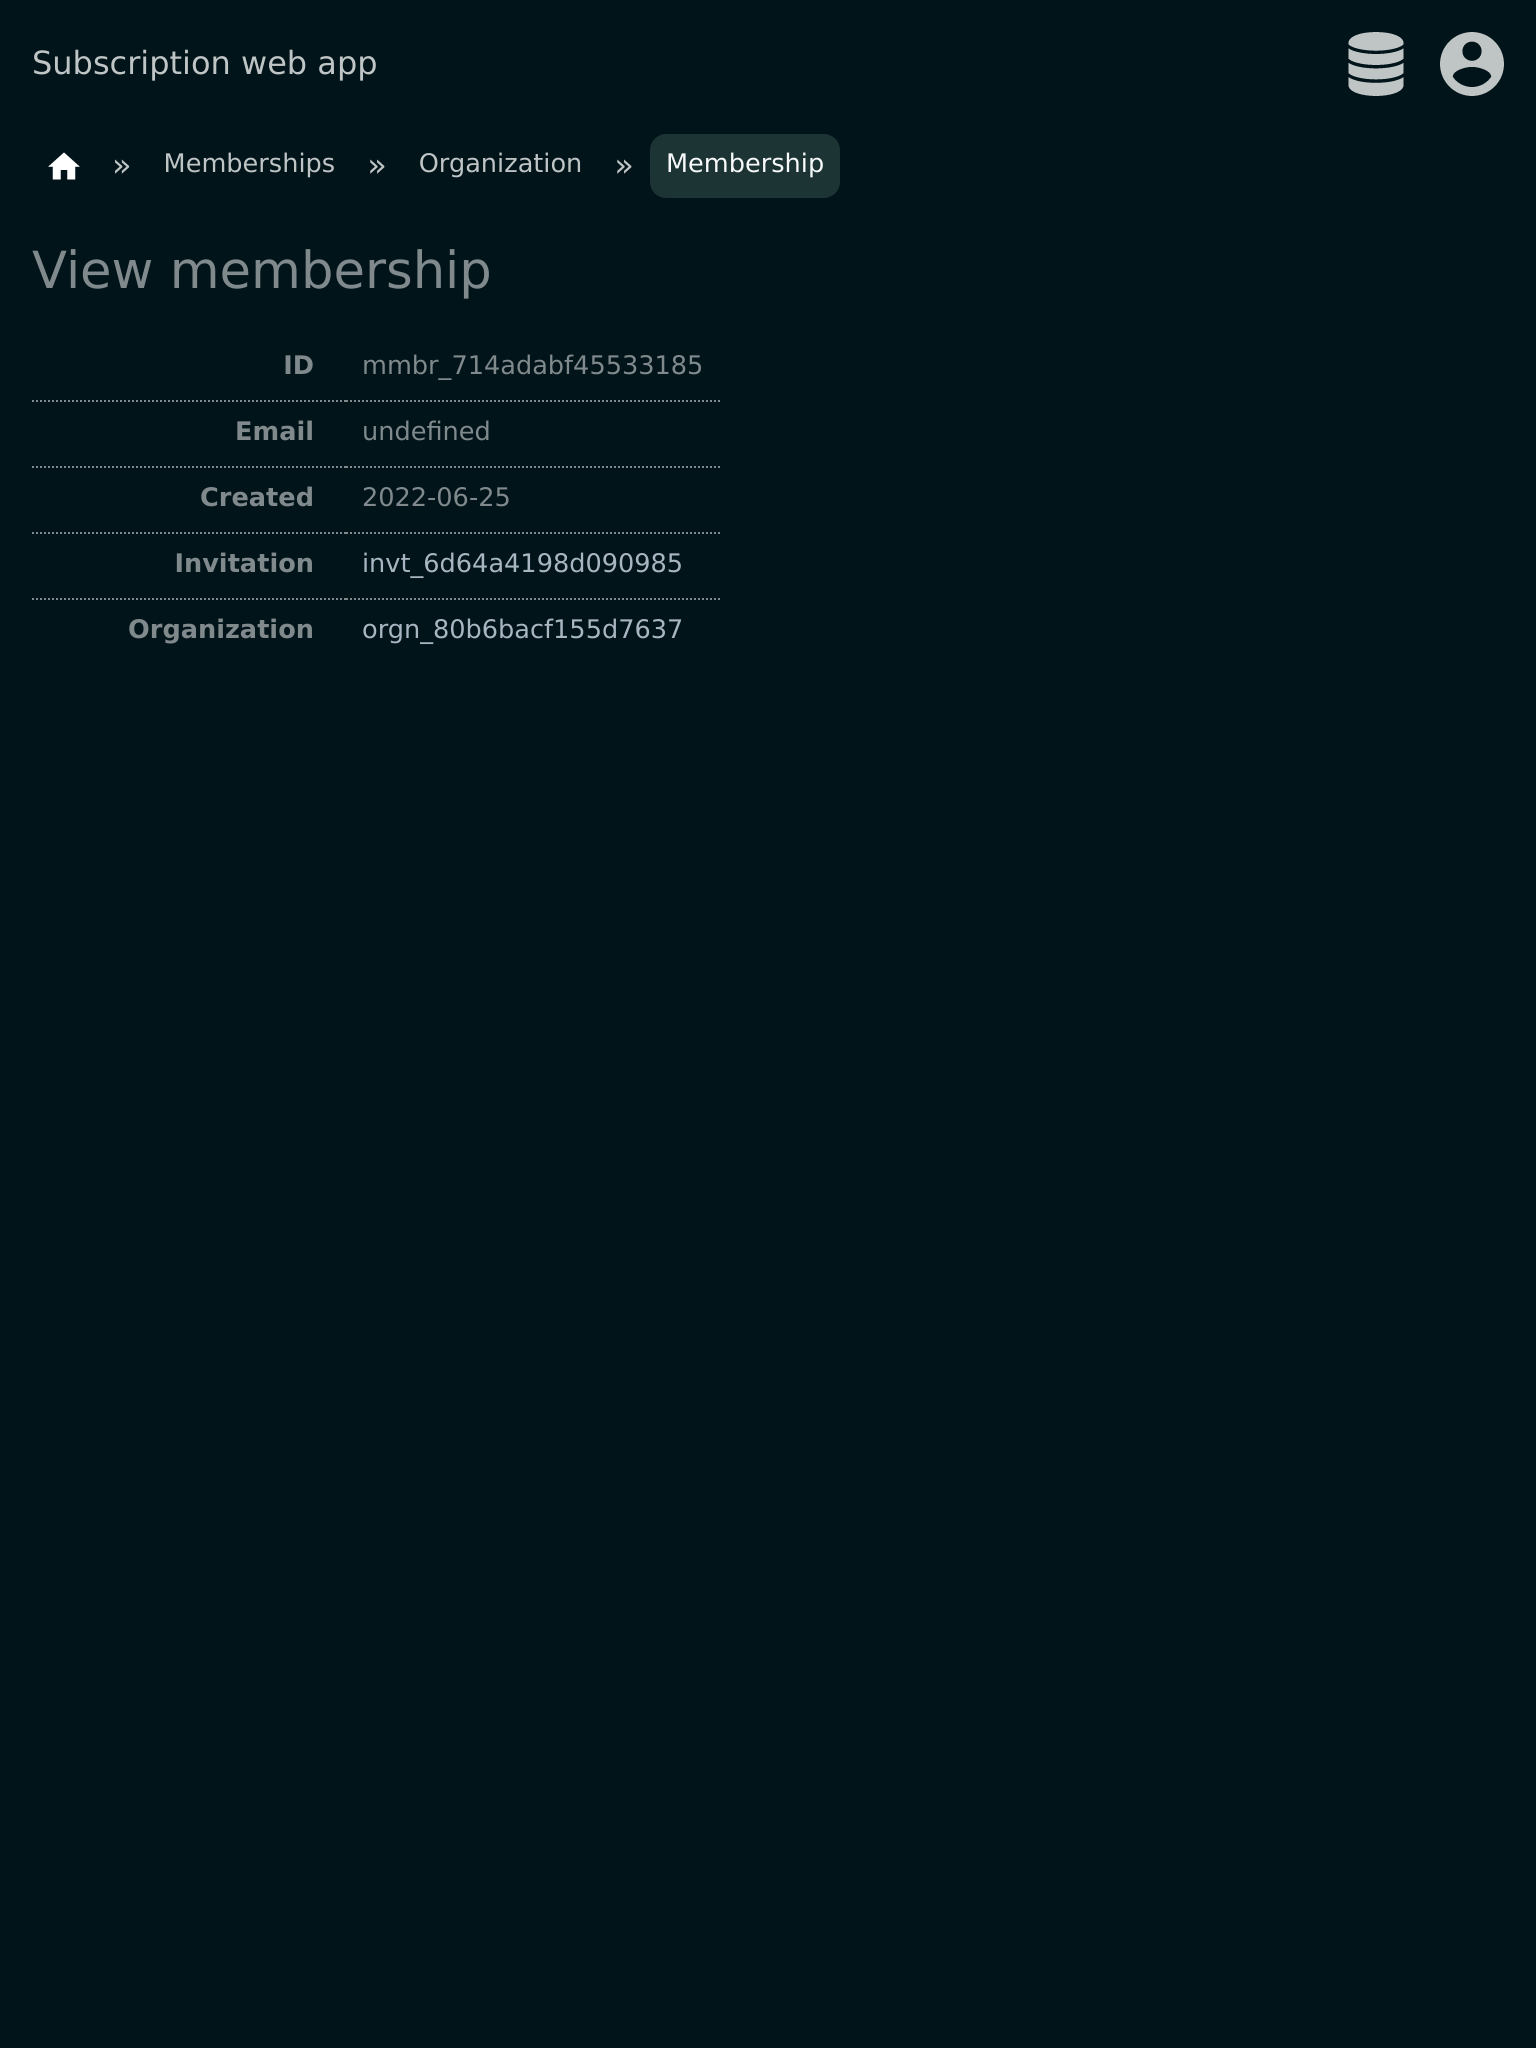 Subscription web app
» Memberships » Organization » Membership
View membership
ID mmbr_714adabf45533185
Email undefined
Created 2022-06-25
Invitation invt_6d64a4198d090985
Organization orgn_80b6bacf155d7637